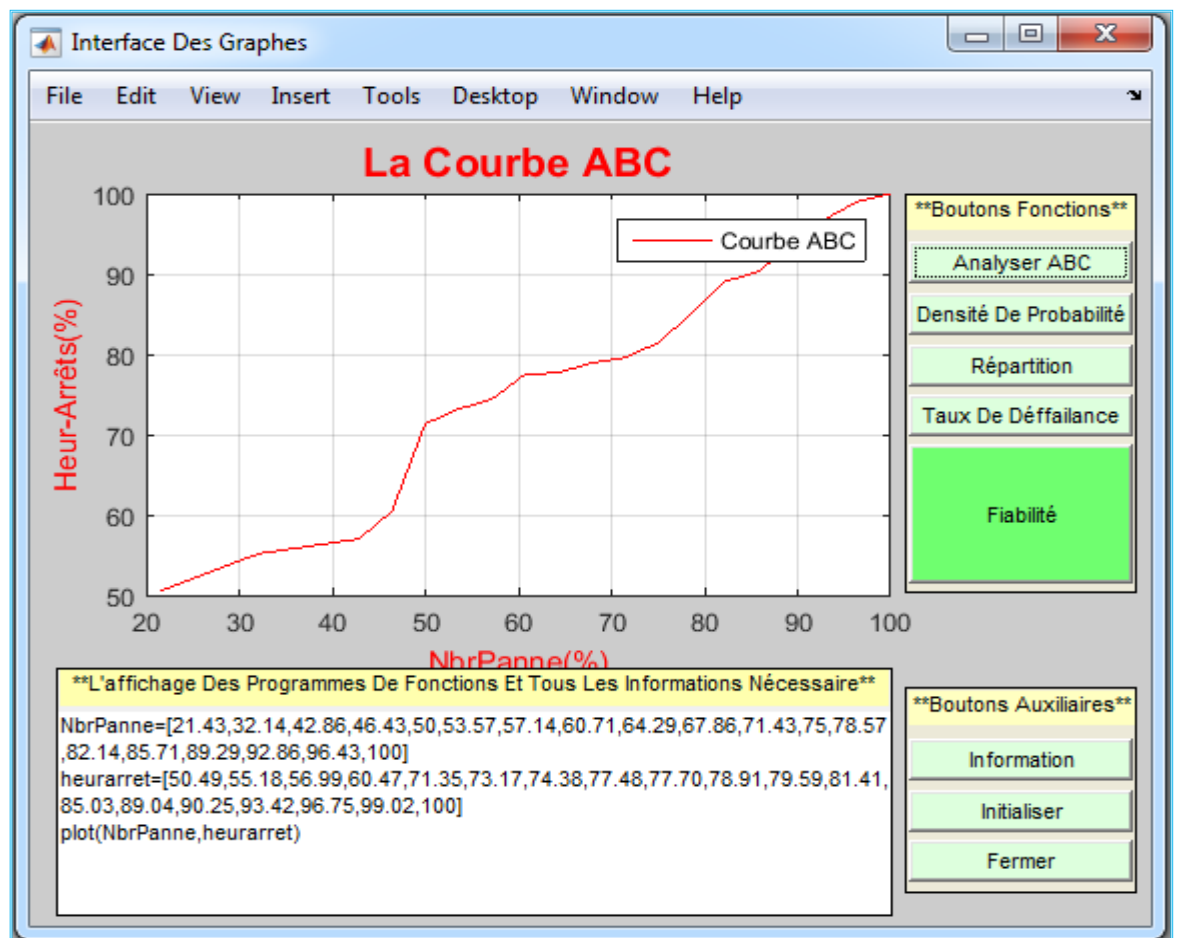 Interface Des Graphes
File Edit View Insert Tools Desktop Window Help
La Courbe ABC
Courbe ABC
Heur-Arrêts(%)
100
90
80
70
60
50
20 30 40 50 60 70 80 90 100
NbrPanne(%)
**Boutons Fonctions**
Analyser ABC
Densité De Probabilité
Répartition
Taux De Déffailance
Fiabilité
**L'affichage Des Programmes De Fonctions Et Tous Les Informations Nécessaire**
NbrPanne=[21.43,32.14,42.86,46.43,50,53.57,57.14,60.71,64.29,67.86,71.43,75,78.57
,82.14,85.71,89.29,92.86,96.43,100]
heurarret=[50.49,55.18,56.99,60.47,71.35,73.17,74.38,77.48,77.70,78.91,79.59,81.41,
85.03,89.04,90.25,93.42,96.75,99.02,100]
plot(NbrPanne,heurarret)
**Boutons Auxiliaires**
Information
Initialiser
Fermer